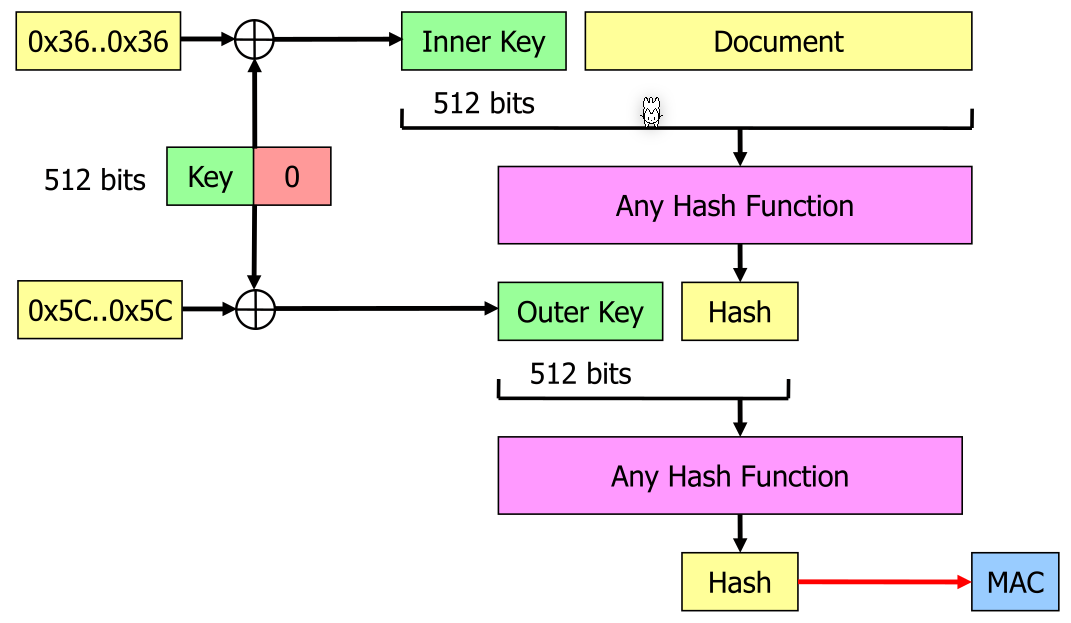 0x36..0x36
Inner Key
Document
512 bits
512 bits
Key
0
Any Hash Function
0x5C..0x5C
Outer Key
Hash
512 bits
Any Hash Function
Hash
MAC